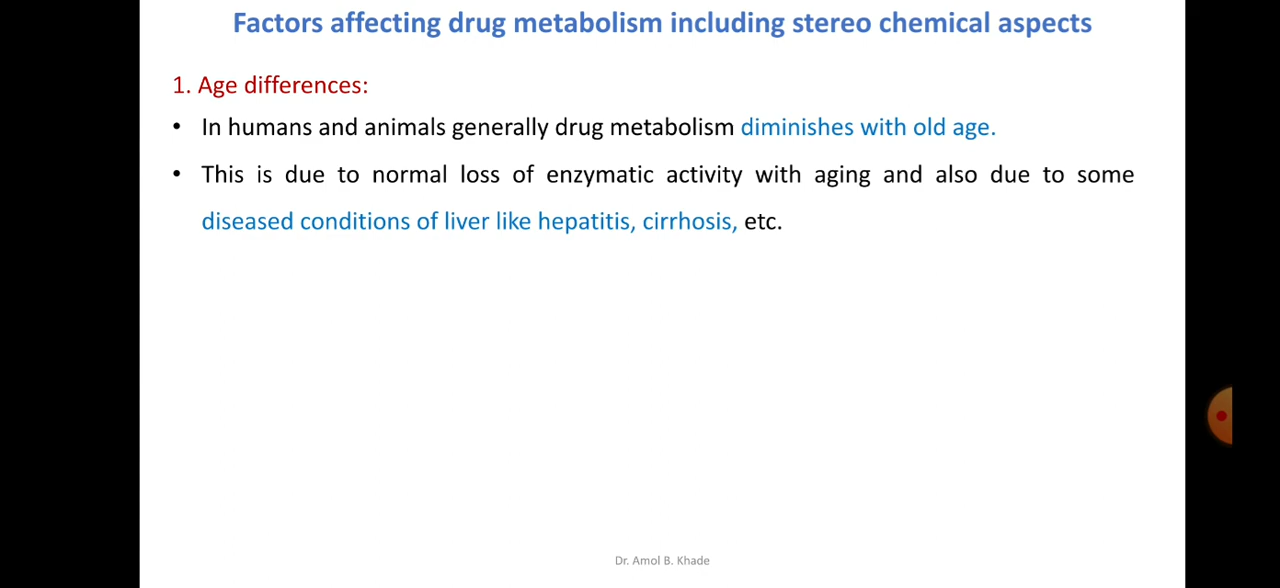 Factors affecting drug metabolism including stereo chemical aspects
1. Age differences:
• In humans and animals generally drug metabolism diminishes with old age.
• This is due to normal loss of enzymatic activity with aging and also due to some
diseased conditions of liver like hepatitis, cirrhosis, etc.
Dr. Amol B. Khade